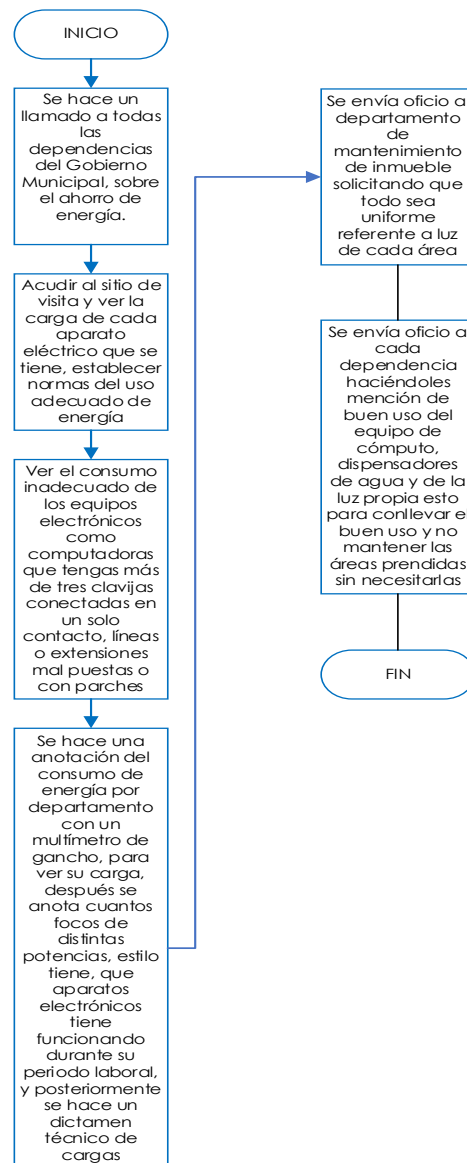 INICIO
Se hace un
llamado a todas
las
dependencias
del Gobierno
Municipal, sobre
el ahorro de
energía.
Acudir al sitio de
visita y ver la
carga de cada
aparato
eléctrico que se
tiene, establecer
normas del uso
adecuado de
energía
Ver el consumo
inadecuado de
los equipos
electrónicos
como
computadoras
que tengas más
de tres clavijas
conectadas en
un solo
contacto, líneas
o extensiones
mal puestas o
con parches
Se hace una
anotación del
consumo de
energía por
departamento
con un
multímetro de
gancho, para
ver su carga,
después se
anota cuantos
focos de
distintas
potencias, estilo
tiene, que
aparatos
electrónicos
tiene
funcionando
durante su
periodo laboral,
y posteriormente
se hace un
dictamen
técnico de
cargas
Se envía oficio a
departamento
de
mantenimiento
de inmueble
solicitando que
todo sea
uniforme
referente a luz
de cada área
Se envía oficio a
cada
dependencia
haciéndoles
mención de
buen uso del
equipo de
cómputo,
dispensadores
de agua y de la
luz propia esto
para conllevar e
buen uso y no
mantener las
áreas prendidas
sin necesitarlas
FIN